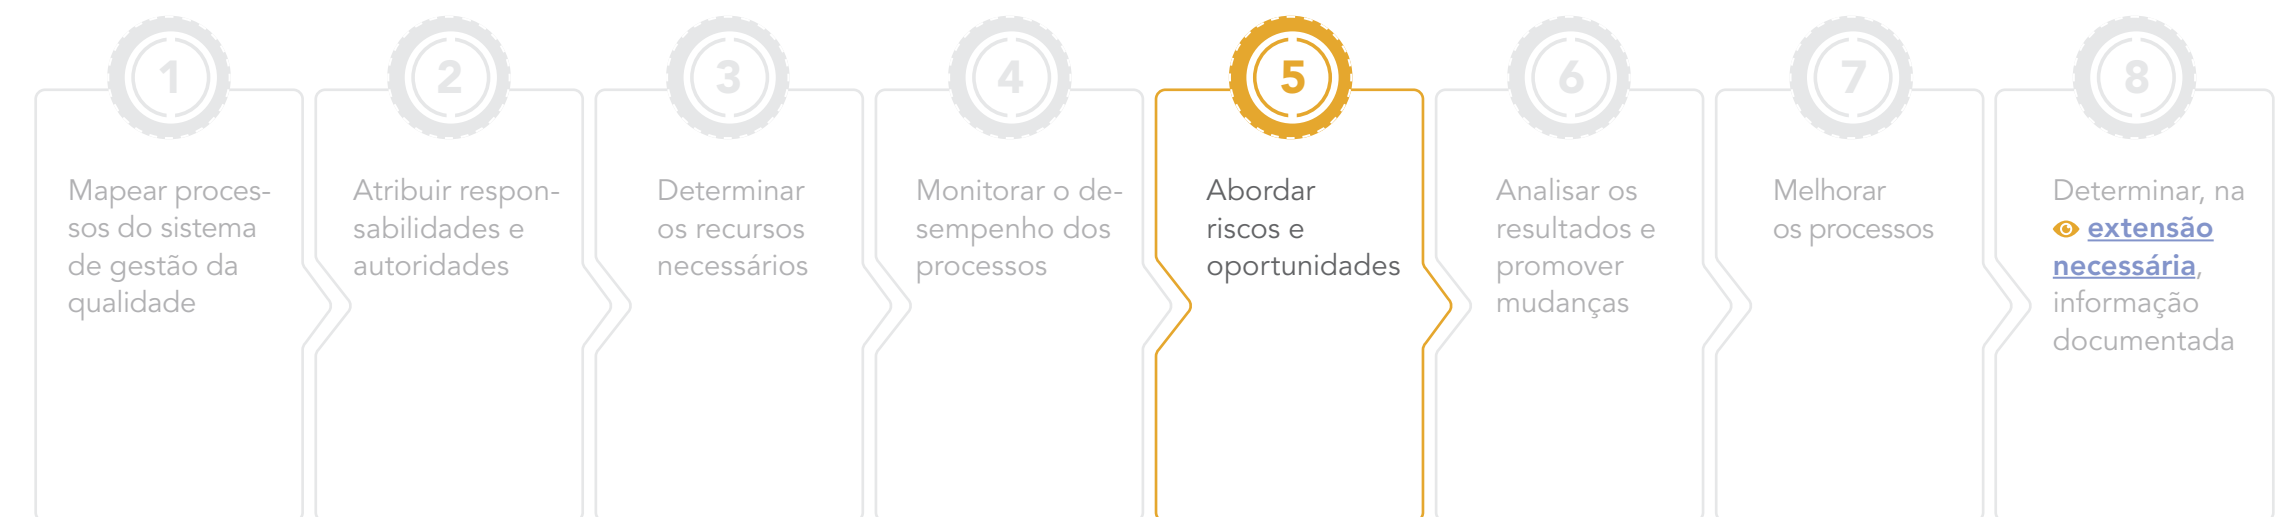 1
Mapear proces-
sos do sistema
de gestão da
qualidade
2
Atribuir respon-
sabilidades e
autoridades
3
Determinar
os recursos
necessários
4
Monitorar o de-
sempenho dos
processos
5
Abordar
riscos e
oportunidades
6
Analisar os
resultados e
promover
mudanças
7
Melhorar
os processos
8
Determinar, na
extensão
necessária,
informação
documentada